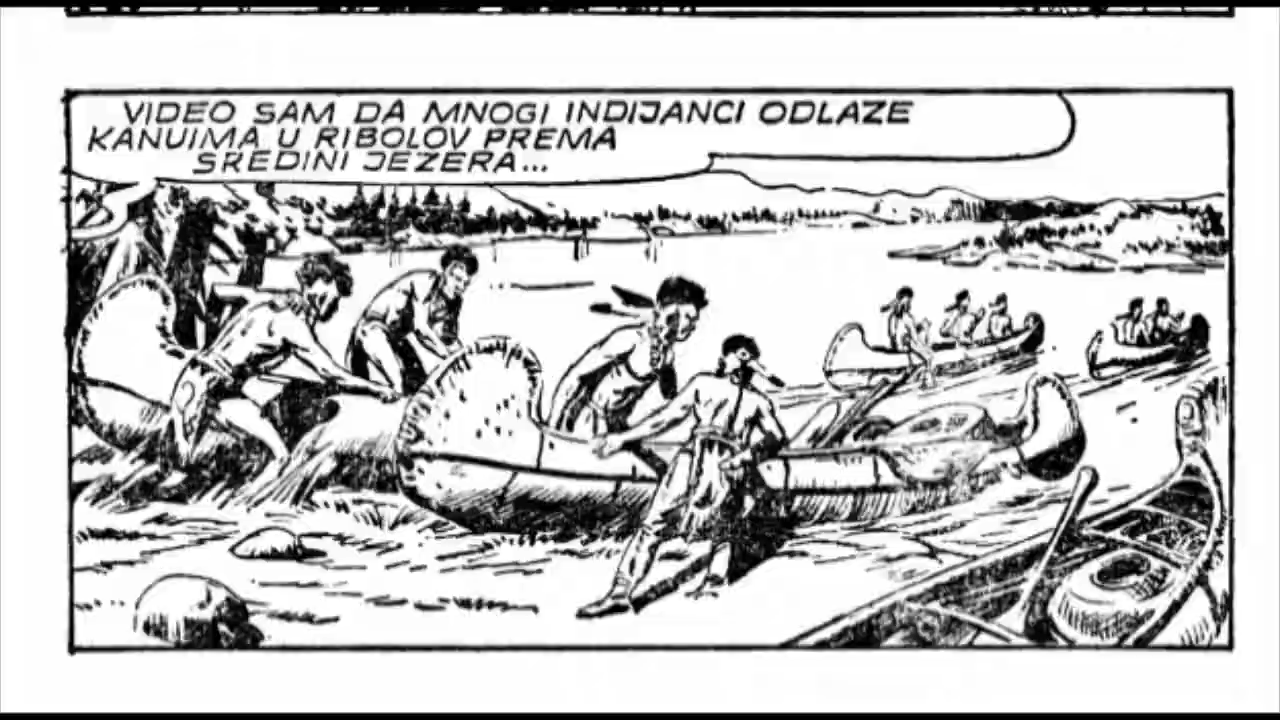 VIDEO SAM DA MNOGI INDIJANCI ODLAZE
KANUIMA U RIBOLOV PREMA
SREDINI JEZERA...